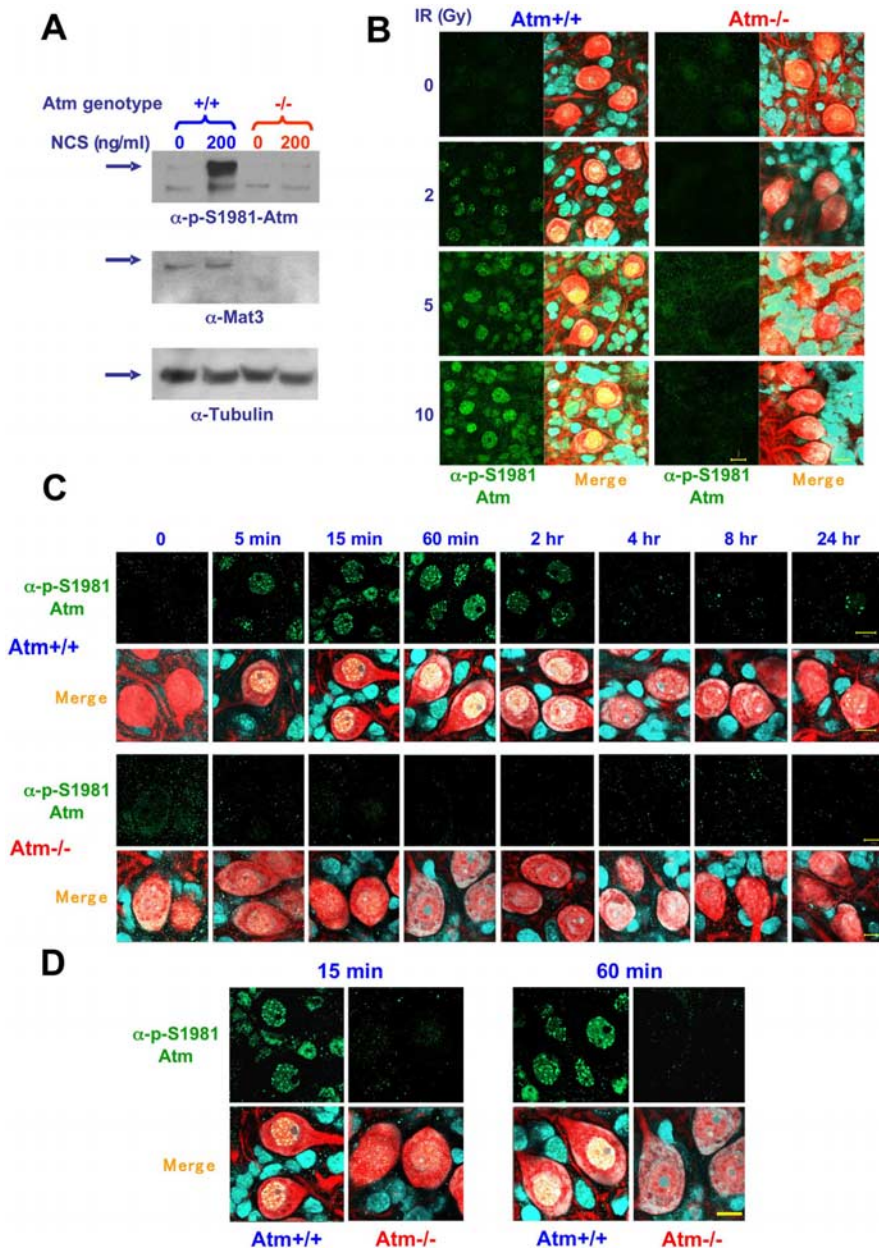 A
Atm genotype +/+ -/-
NCS (ng/ml) 0 200 0 200
α-p-S1981-Atm
α-Mat3
α-Tubulin
B
IR (Gy) Atm+/+ Atm-/-
0
2
5
10
α-p-S1981 Merge α-p-S1981 Merge
Atm Atm
C
0 5 min 15 min 60 min 2 hr 4 hr 8 hr 24 hr
α-p-S1981
Atm
Atm+/+
Merge
α-p-S1981
Atm
Atm-/-
Merge
D
15 min 60 min
α-p-S1981
Atm
Merge
Atm+/+ Atm-/- Atm+/+ Atm-/-